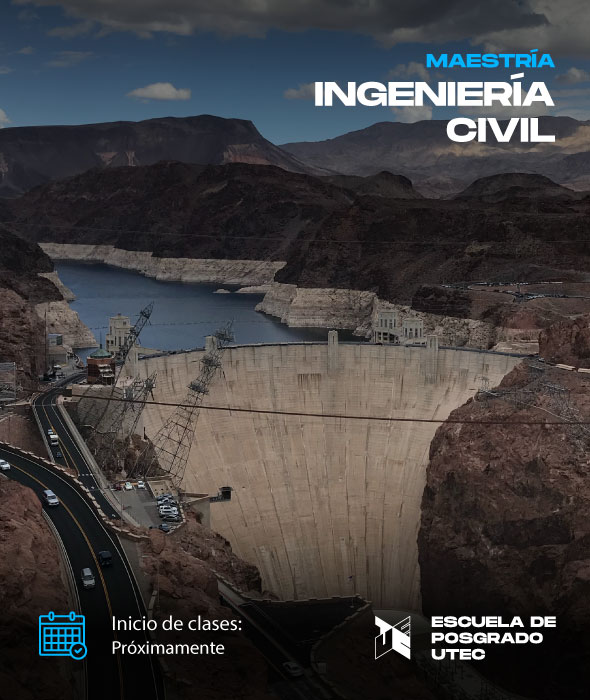 MAESTRÍA
INGENIERÍA
CIVIL
Inicio de clases:
Próximamente
ESCUELA DE
POSGRADO
UTEC